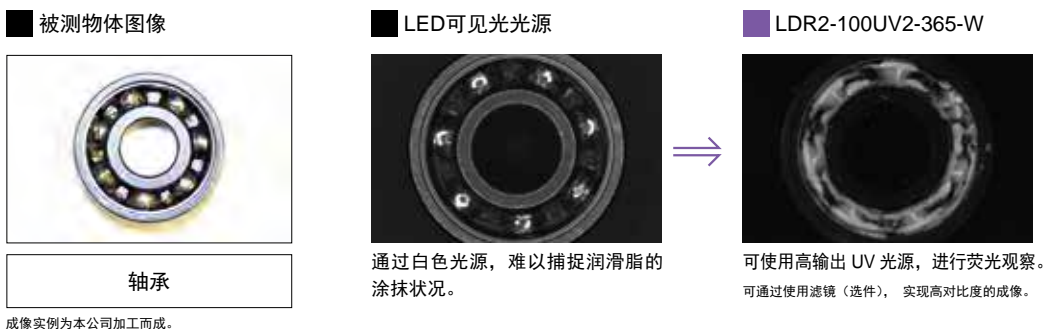 被测物体图像
轴承
成像实例为本公司加工而成。
LED可见光光源
通过白色光源，难以捕捉润滑脂的
涂抹状况。
LDR2-100UV2-365-W
可使用高输出 UV 光源，进行荧光观察。
可通过使用滤镜（选件）， 实现高对比度的成像。